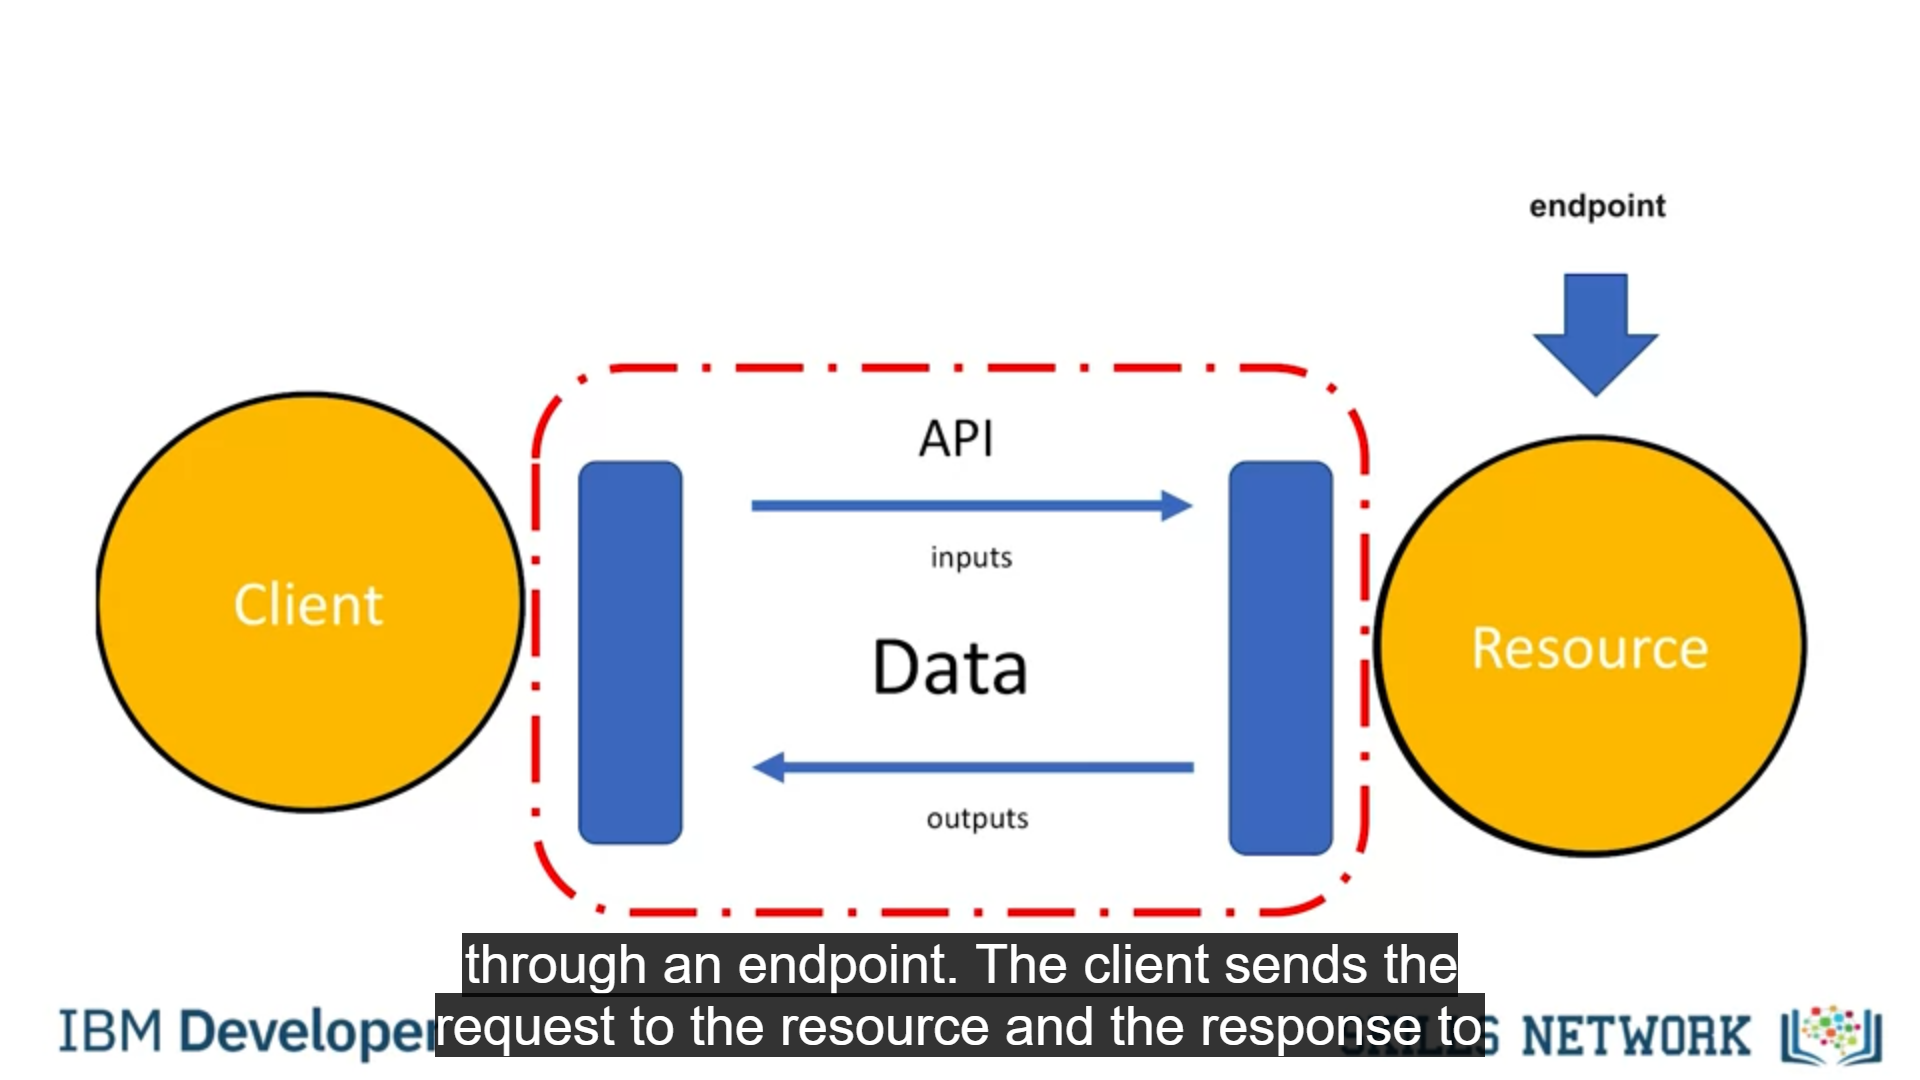 endpoint
API
inputs
Client
Data
Resource
outputs
through an endpoint. The client sends the
request to the resource and the response to
IBM Developer
SKILLS NETWORK